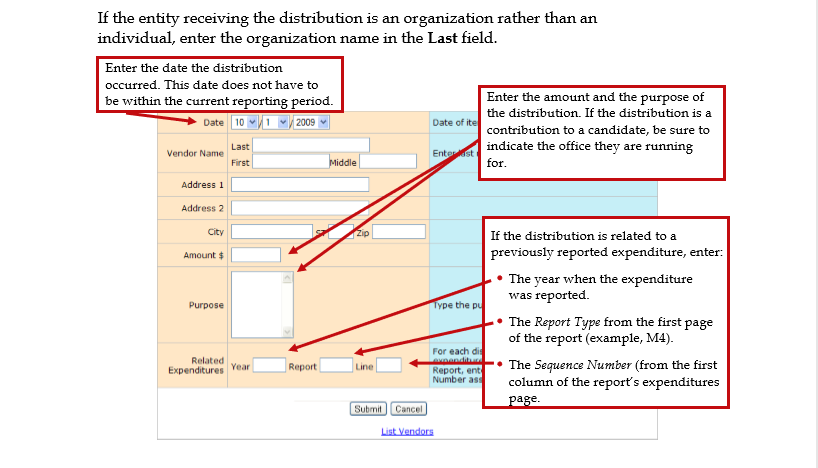 If the entity receiving the distribution is an organization rather than an
individual, enter the organization name in the Last field.
Enter the date the distribution
occurred. This date does not have to
be within the current reporting period.
Enter the amount and the purpose of
the distribution. If the distribution is a
contribution to a candidate, be sure to
indicate the office they are running
for.
Date 10 / 1 / 2009 Date of ite
Vendor Name Last
First Middle Enter last
Address 1
Address 2
City ST Zip
Amount $
Purpose Type the pu
If the distribution is related to a
previously reported expenditure, enter:
• The year when the expenditure
was reported.
• The Report Type from the first page
of the report (example, M4).
• The Sequence Number (from the first
column of the report's expenditures
page.
Related
Expenditures Year Report Line
For each dis
expenditure
Report, ent
Number ass
Submit Cancel
List Vendors